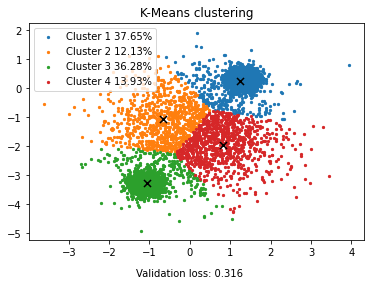 K-Means clustering
Cluster 1 37.65%
Cluster 2 12.13%
Cluster 3 36.28%
Cluster 4 13.93%
2
1
0
−1
−2
−3
−4
−5
−3 −2 −1 0 1 2 3 4
Validation loss: 0.316